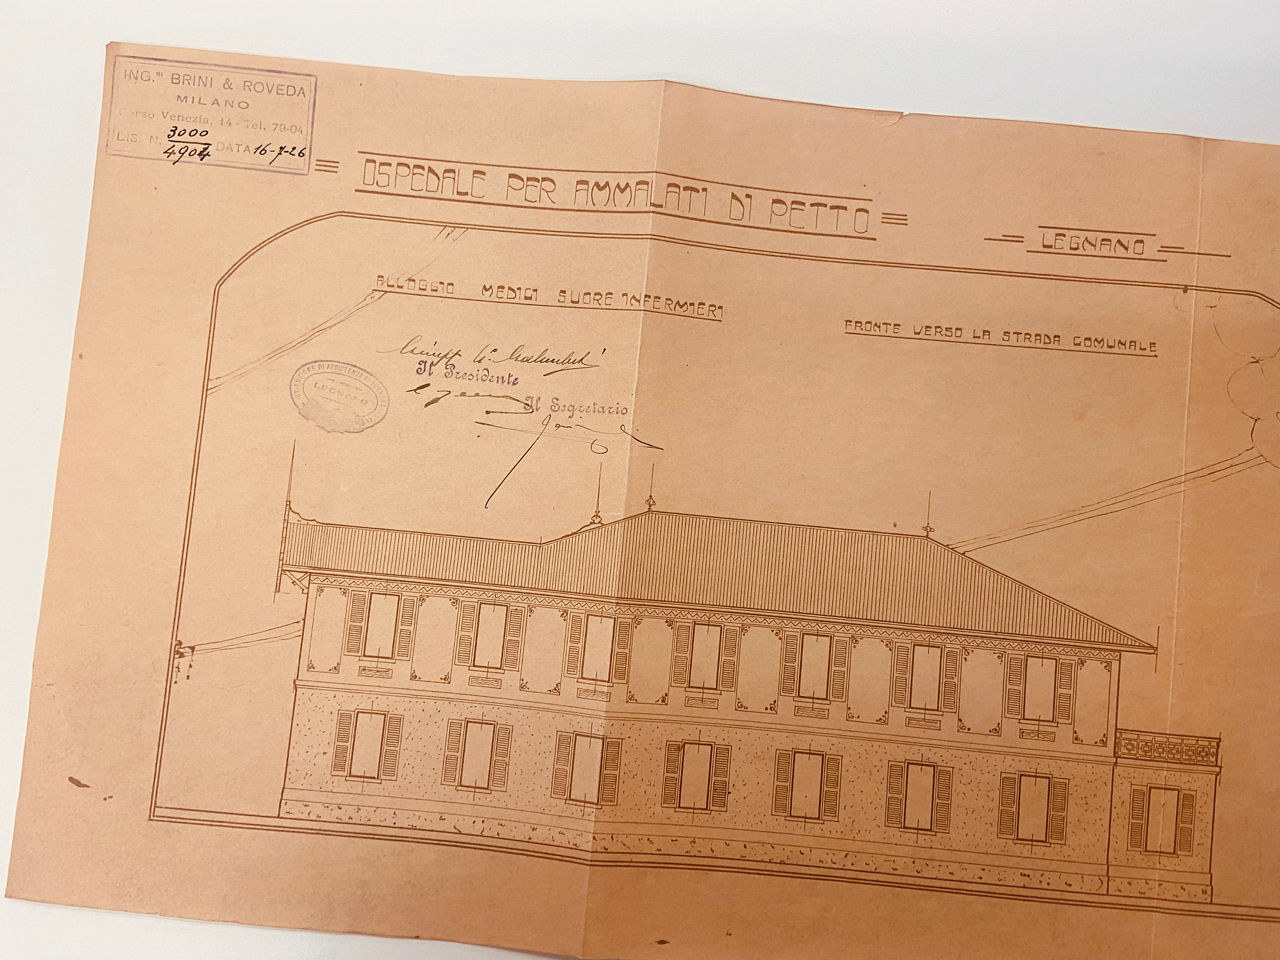 ING.ri BRINI & ROVEDA
MILANO
Corso Venezia, 14 - Tel. 79-04
DIS. N. 3000
4904 DATA 16-7-26
OSPEDALE PER AMMALATI DI PETTO
LEGNANO
ALLOGGIO MEDICI SUORE INFERMIERI
FRONTE VERSO LA STRADA COMUNALE
Il Presidente
LEGNANO
Il Segretario